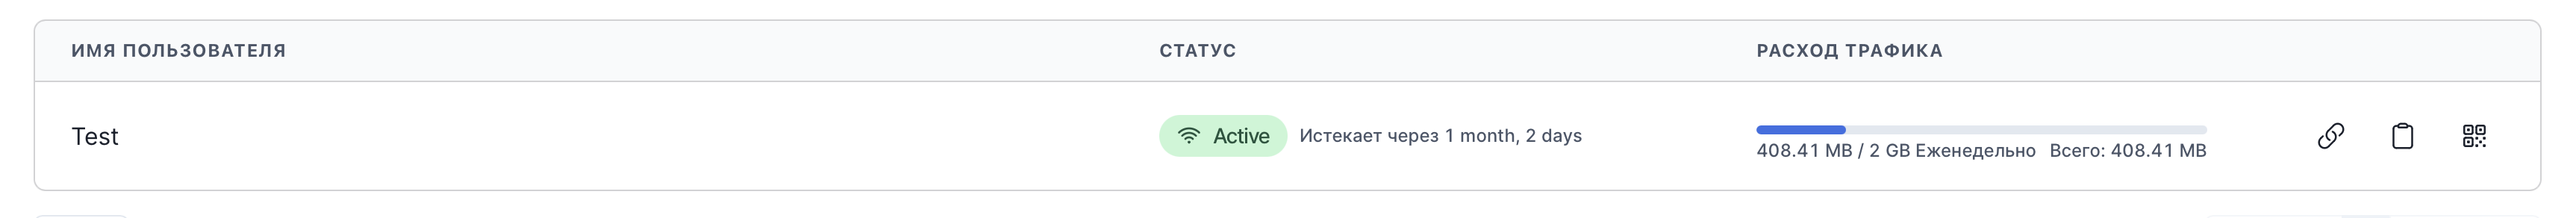 ИМЯ ПОЛЬЗОВАТЕЛЯ СТАТУС РАСХОД ТРАФИКА
Test Active Истекает через 1 month, 2 days
408.41 MB / 2 GB Еженедельно Всего: 408.41 MB